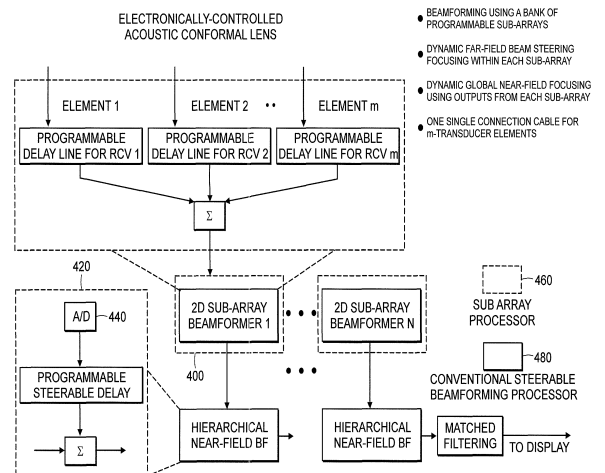 ELECTRONICALLY-CONTROLLED
ACOUSTIC CONFORMAL LENS
● BEAMFORMING USING A BANK OF
PROGRAMMABLE SUB-ARRAYS
● DYNAMIC FAR-FIELD BEAM STEERING
FOCUSING WITHIN EACH SUB-ARRAY
● DYNAMIC GLOBAL NEAR-FIELD FOCUSING
USING OUTPUTS FROM EACH SUB-ARRAY
● ONE SINGLE CONNECTION CABLE FOR
m-TRANSDUCER ELEMENTS
ELEMENT 1
ELEMENT 2
ELEMENT m
PROGRAMMABLE
DELAY LINE FOR RCV 1
PROGRAMMABLE
DELAY LINE FOR RCV 2
PROGRAMMABLE
DELAY LINE FOR RCV m
Σ
420
A/D
440
PROGRAMMABLE
STEERABLE DELAY
Σ
2D SUB-ARRAY
BEAMFORMER 1
2D SUB-ARRAY
BEAMFORMER N
400
460
SUB ARRAY
PROCESSOR
480
CONVENTIONAL STEERABLE
BEAMFORMING PROCESSOR
HIERARCHICAL
NEAR-FIELD BF
HIERARCHICAL
NEAR-FIELD BF
MATCHED
FILTERING
TO DISPLAY